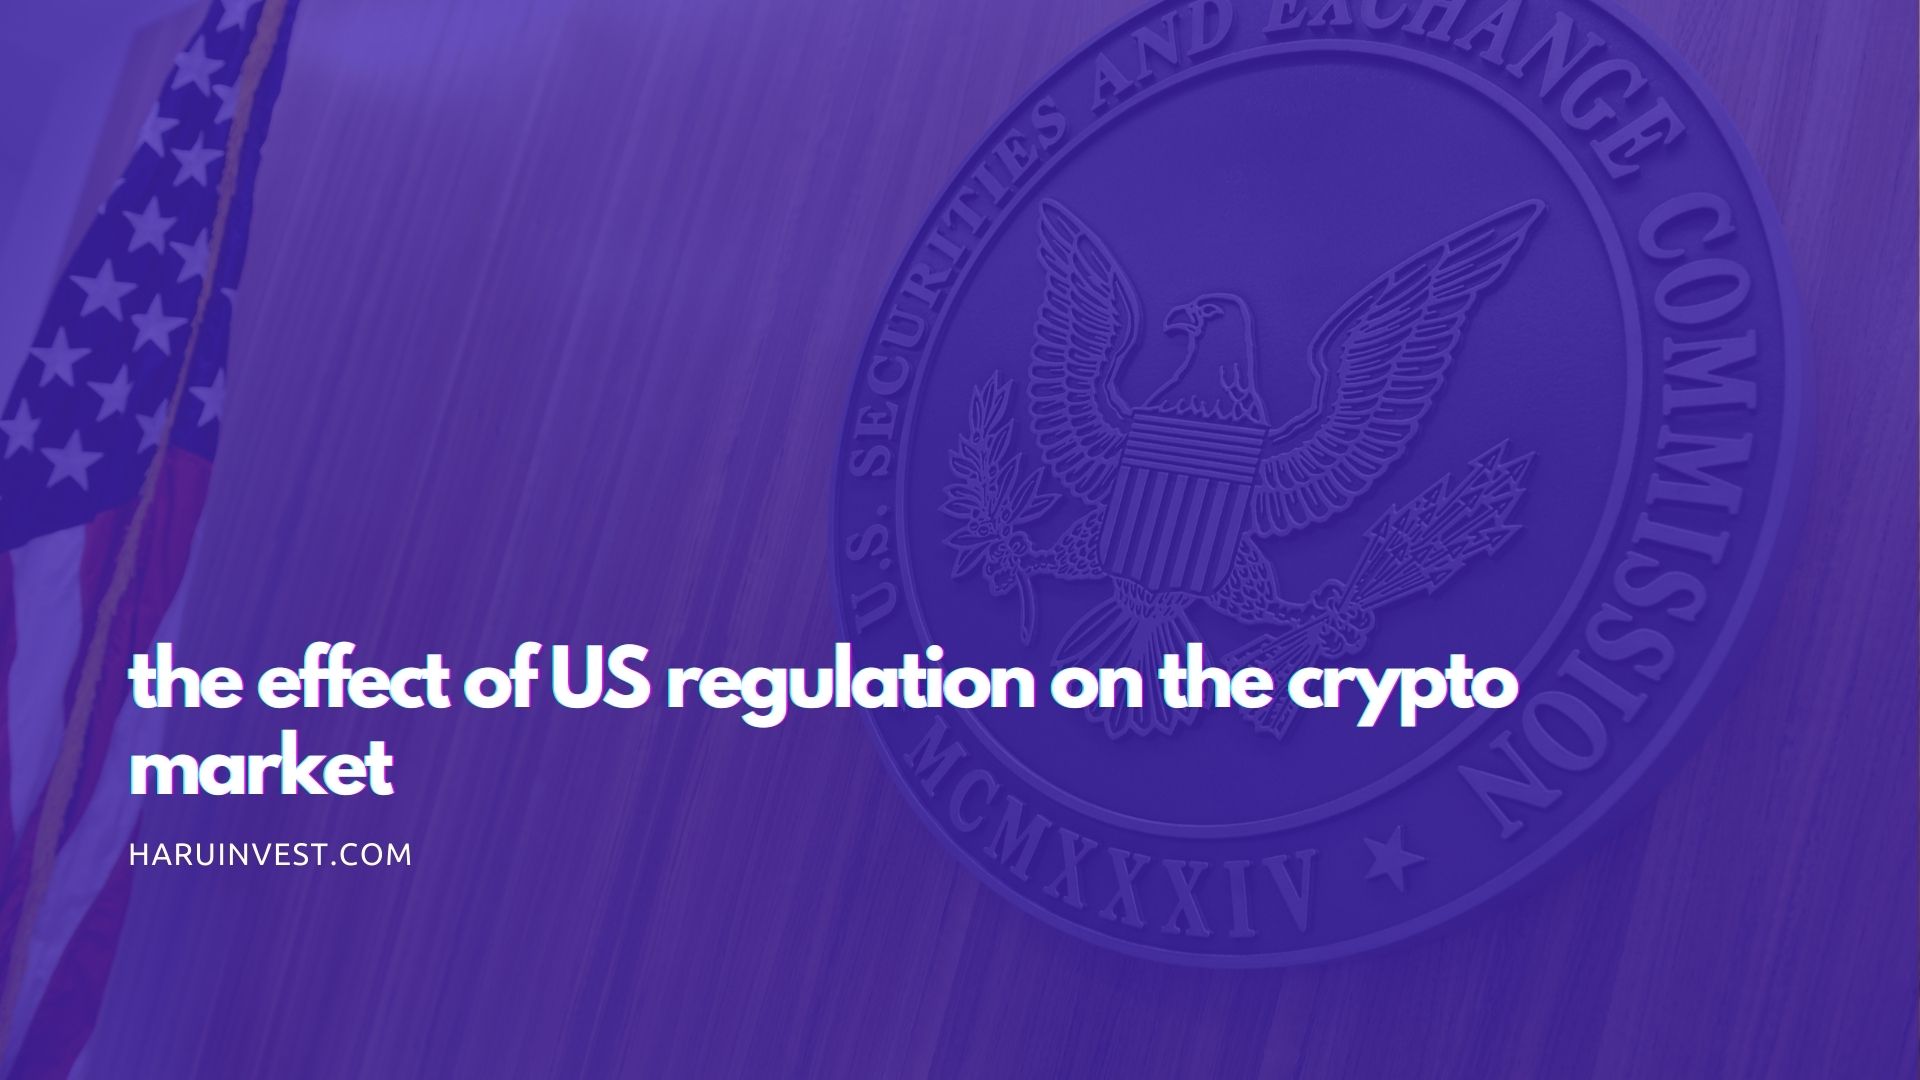 U.S. SECURITIES AND EXCHANGE COMMISSION
MCMXXXIV
the effect of US regulation on the crypto
market
HARUINVEST.COM